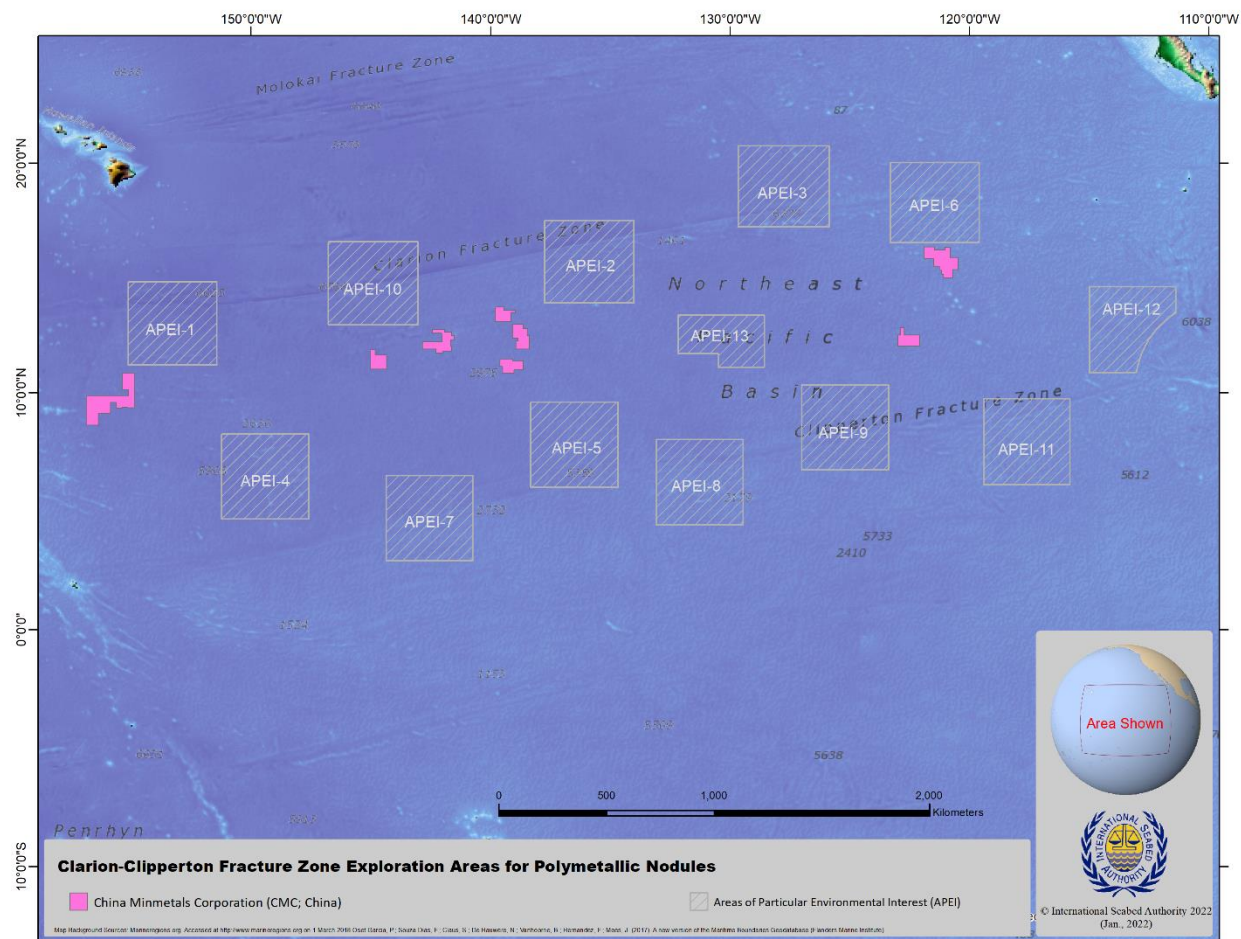 150°0'0"W
140°0'0"W
130°0'0"W
120°0'0"W
110°0'0"W
20°0'0"N
10°0'0"N
0°0'0"
10°0'0"S
Molokai Fracture Zone
87
APEI-3
APEI-6
Clarion Fracture Zone
APEI-2
APEI-10
Northeast
APEI-12
APEI-1
APEI-13
Pacific
6038
Basin
Clipperton Fracture Zone
APEI-9
APEI-5
APEI-11
APEI-4
APEI-8
5612
APEI-7
5733
2410
5638
Area Shown
0
500
1,000
2,000
Kilometers
Penrhyn
Clarion-Clipperton Fracture Zone Exploration Areas for Polymetallic Nodules
China Minmetals Corporation (CMC; China)
Areas of Particular Environmental Interest (APEI)
INTERNATIONAL SEABED AUTHORITY
© International Seabed Authority 2022
(Jan., 2022)